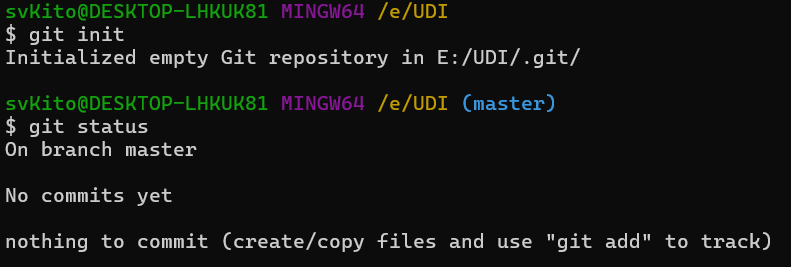 svKito@DESKTOP-LHKUK81 MINGW64 /e/UDI
$ git init
Initialized empty Git repository in E:/UDI/.git/

svKito@DESKTOP-LHKUK81 MINGW64 /e/UDI (master)
$ git status
On branch master

No commits yet

nothing to commit (create/copy files and use "git add" to track)